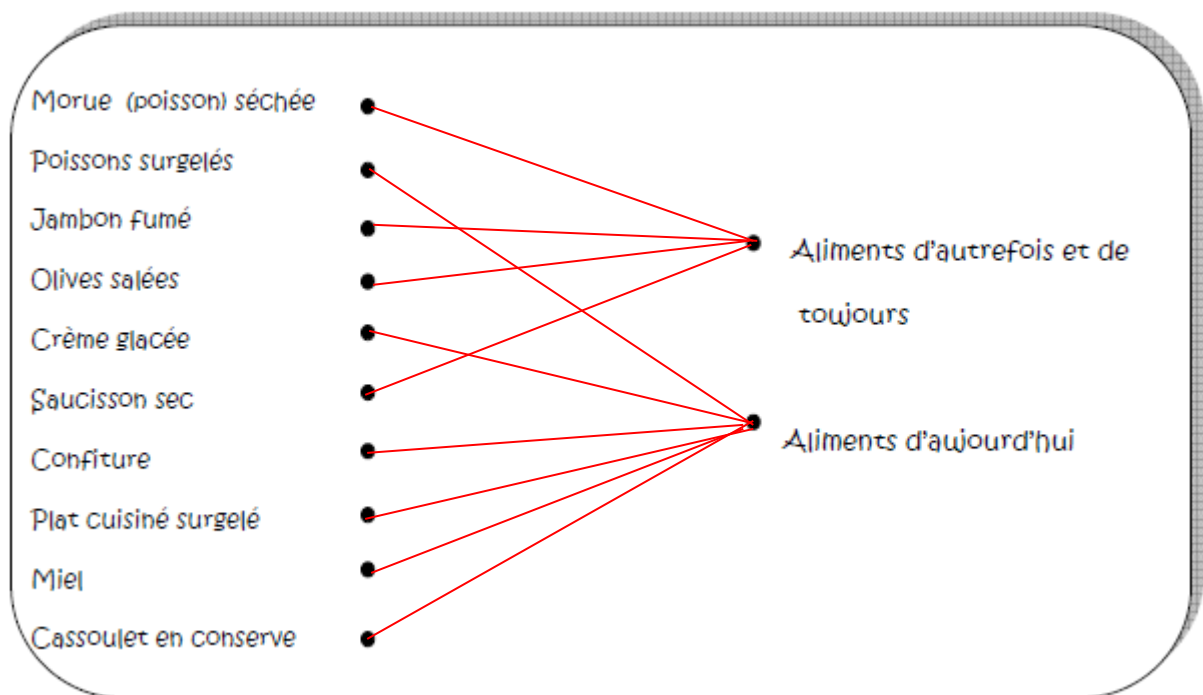 Morue (poisson) séchée
Poissons surgelés
Jambon fumé
Olives salées
Crème glacée
Saucisson sec
Confiture
Plat cuisiné surgelé
Miel
Cassoulet en conserve
Aliments d'autrefois et de
toujours
Aliments d'aujourd'hui